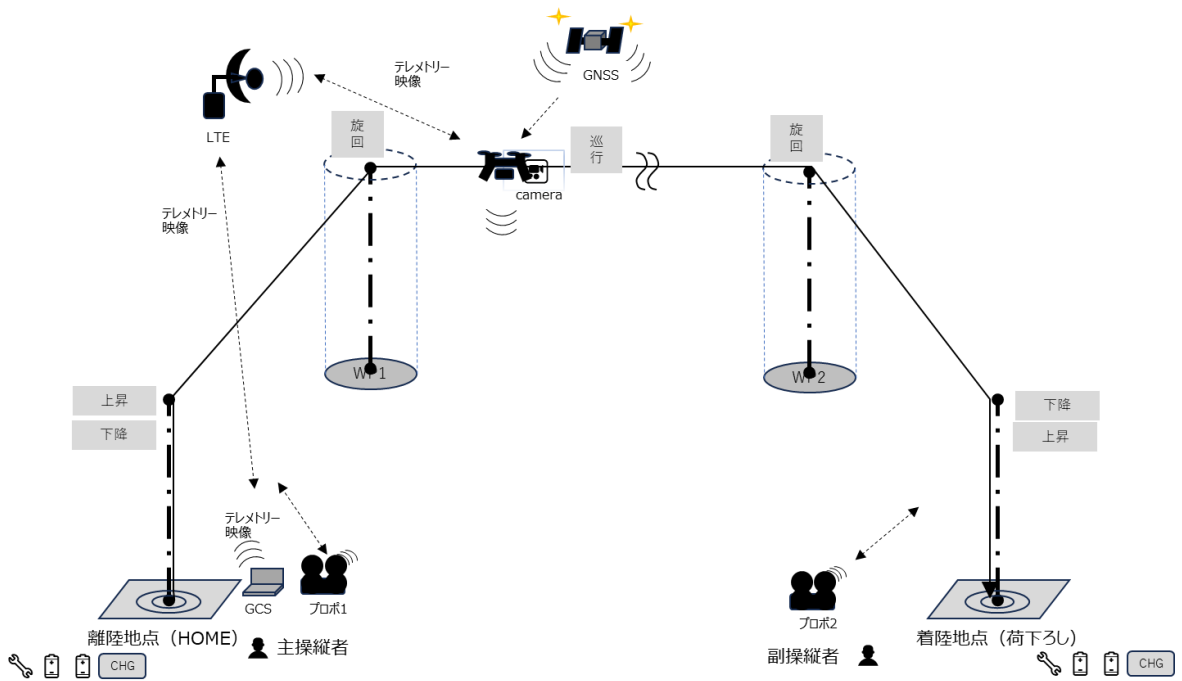 GNSS
テレメトリー
映像
LTE
旋
回
巡
行
旋
回
camera
テレメトリー
映像
WP1
WP2
上昇
下降
下降
上昇
テレメトリー
映像
GCS
プロポ1
プロポ2
離陸地点（HOME）
主操縦者
副操縦者
着陸地点（荷下ろし）
CHG
CHG